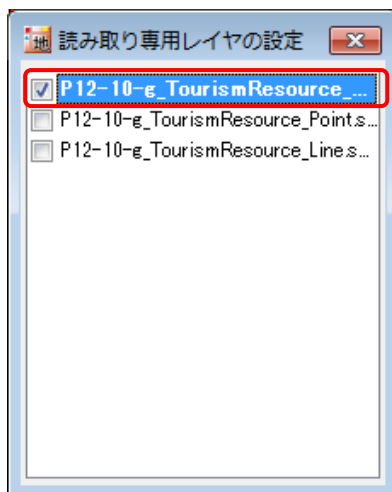 地 読み取り専用レイヤの設定
P12-10-g_TourismResource_...
P12-10-g_TourismResource_Point.s...
P12-10-g_TourismResource_Line.s...